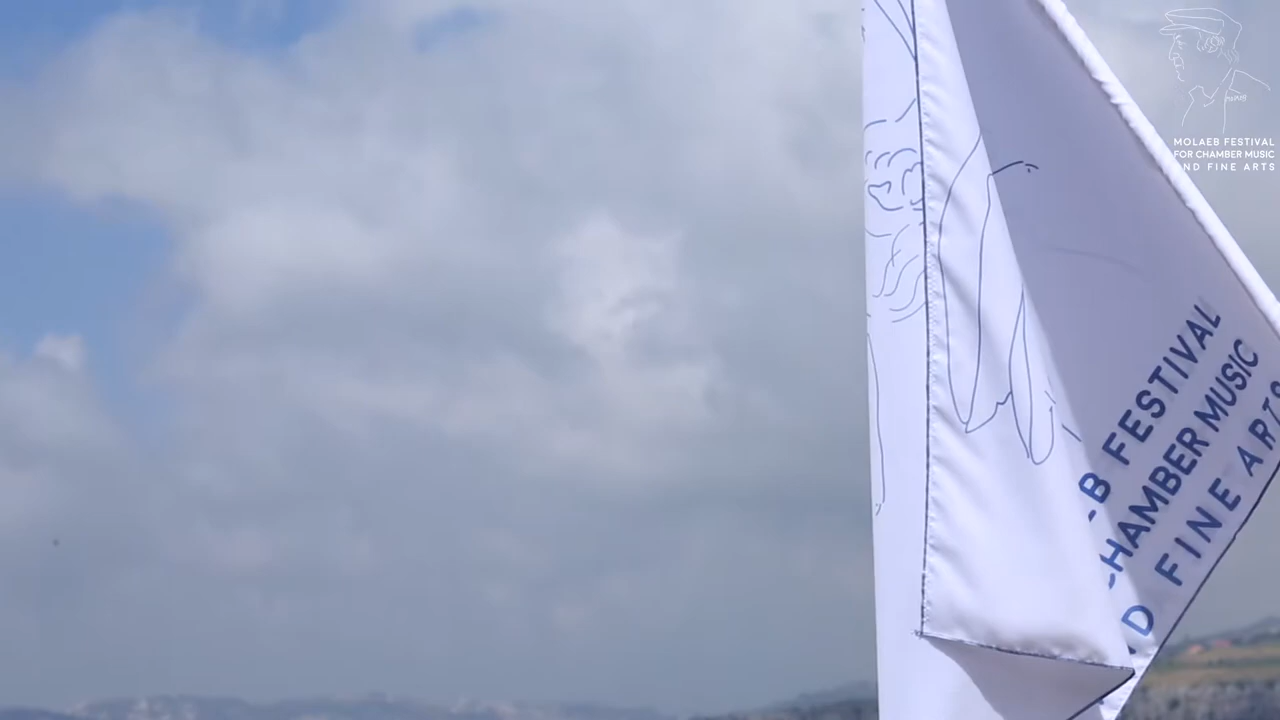 MOLAEB FESTIVAL
FOR CHAMBER MUSIC
AND FINE ARTS
B FESTIVAL
CHAMBER MUSIC
D FINE ARTS